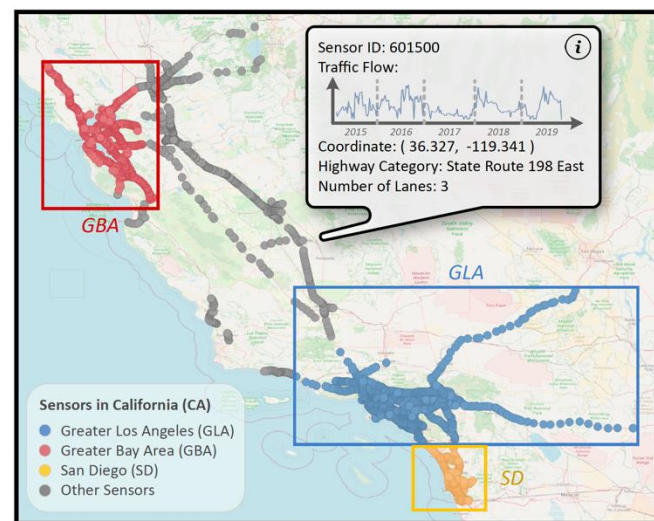 Sensor ID: 601500
Traffic Flow:
2015 2016 2017 2018 2019
Coordinate: ( 36.327, -119.341)
Highway Category: State Route 198 East
Number of Lanes: 3
GBA
GLA
Sensors in California (CA)
Greater Los Angeles (GLA)
Greater Bay Area (GBA)
San Diego (SD)
Other Sensors
SD